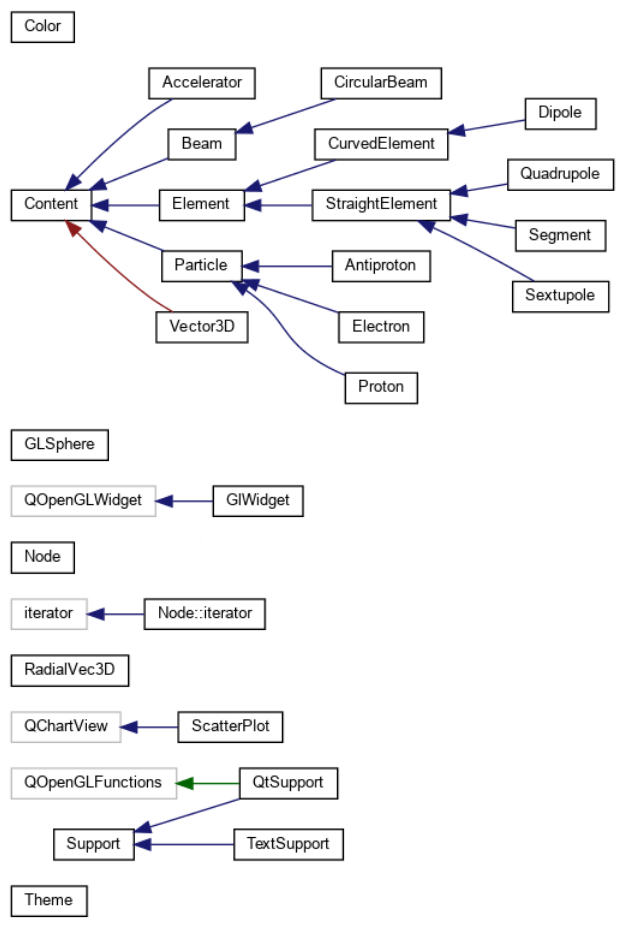 Color
Accelerator
CircularBeam
Dipole
Beam
CurvedElement
Quadrupole
Content
Element
StraightElement
Segment
Particle
Antiproton
Sextupole
Vector3D
Electron
Proton
GLSphere
QOpenGLWidget
GlWidget
Node
iterator
Node::iterator
RadialVec3D
QChartView
ScatterPlot
QOpenGLFunctions
QtSupport
Support
TextSupport
Theme